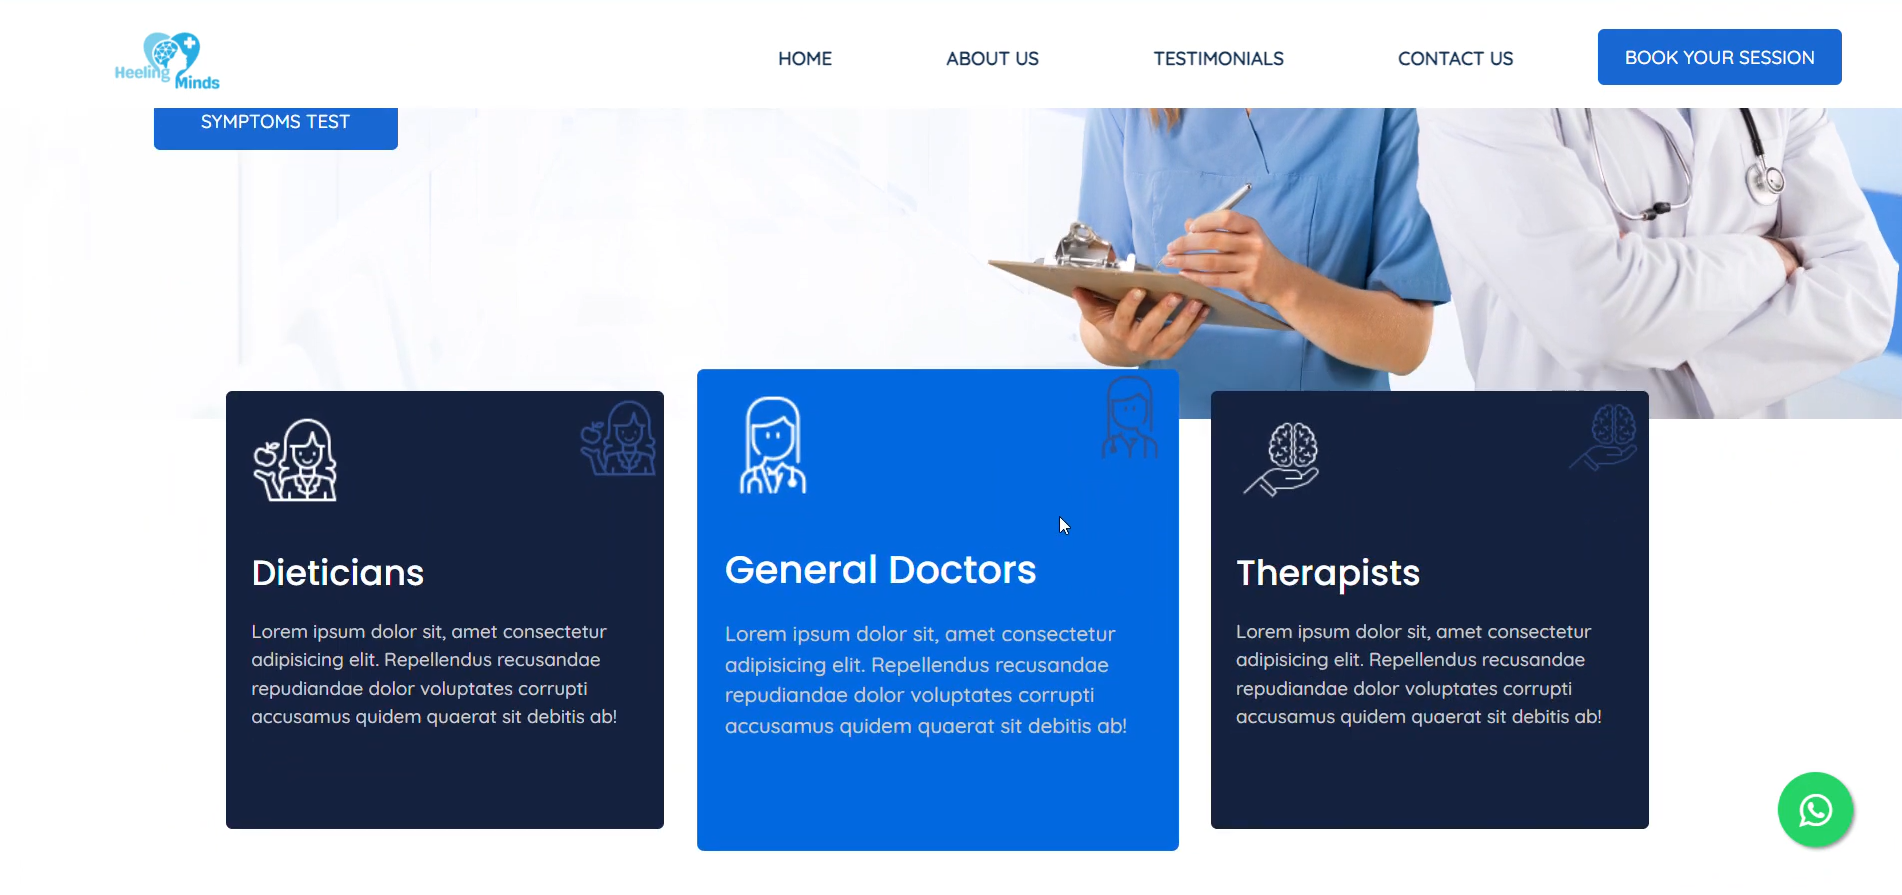 Heeling
Minds
HOME
ABOUT US
TESTIMONIALS
CONTACT US
BOOK YOUR SESSION
SYMPTOMS TEST
Dieticians
Lorem ipsum dolor sit, amet consectetur
adipisicing elit. Repellendus recusandae
repudiandae dolor voluptates corrupti
accusamus quidem quaerat sit debitis ab!
General Doctors
Lorem ipsum dolor sit, amet consectetur
adipisicing elit. Repellendus recusandae
repudiandae dolor voluptates corrupti
accusamus quidem quaerat sit debitis ab!
Therapists
Lorem ipsum dolor sit, amet consectetur
adipisicing elit. Repellendus recusandae
repudiandae dolor voluptates corrupti
accusamus quidem quaerat sit debitis ab!